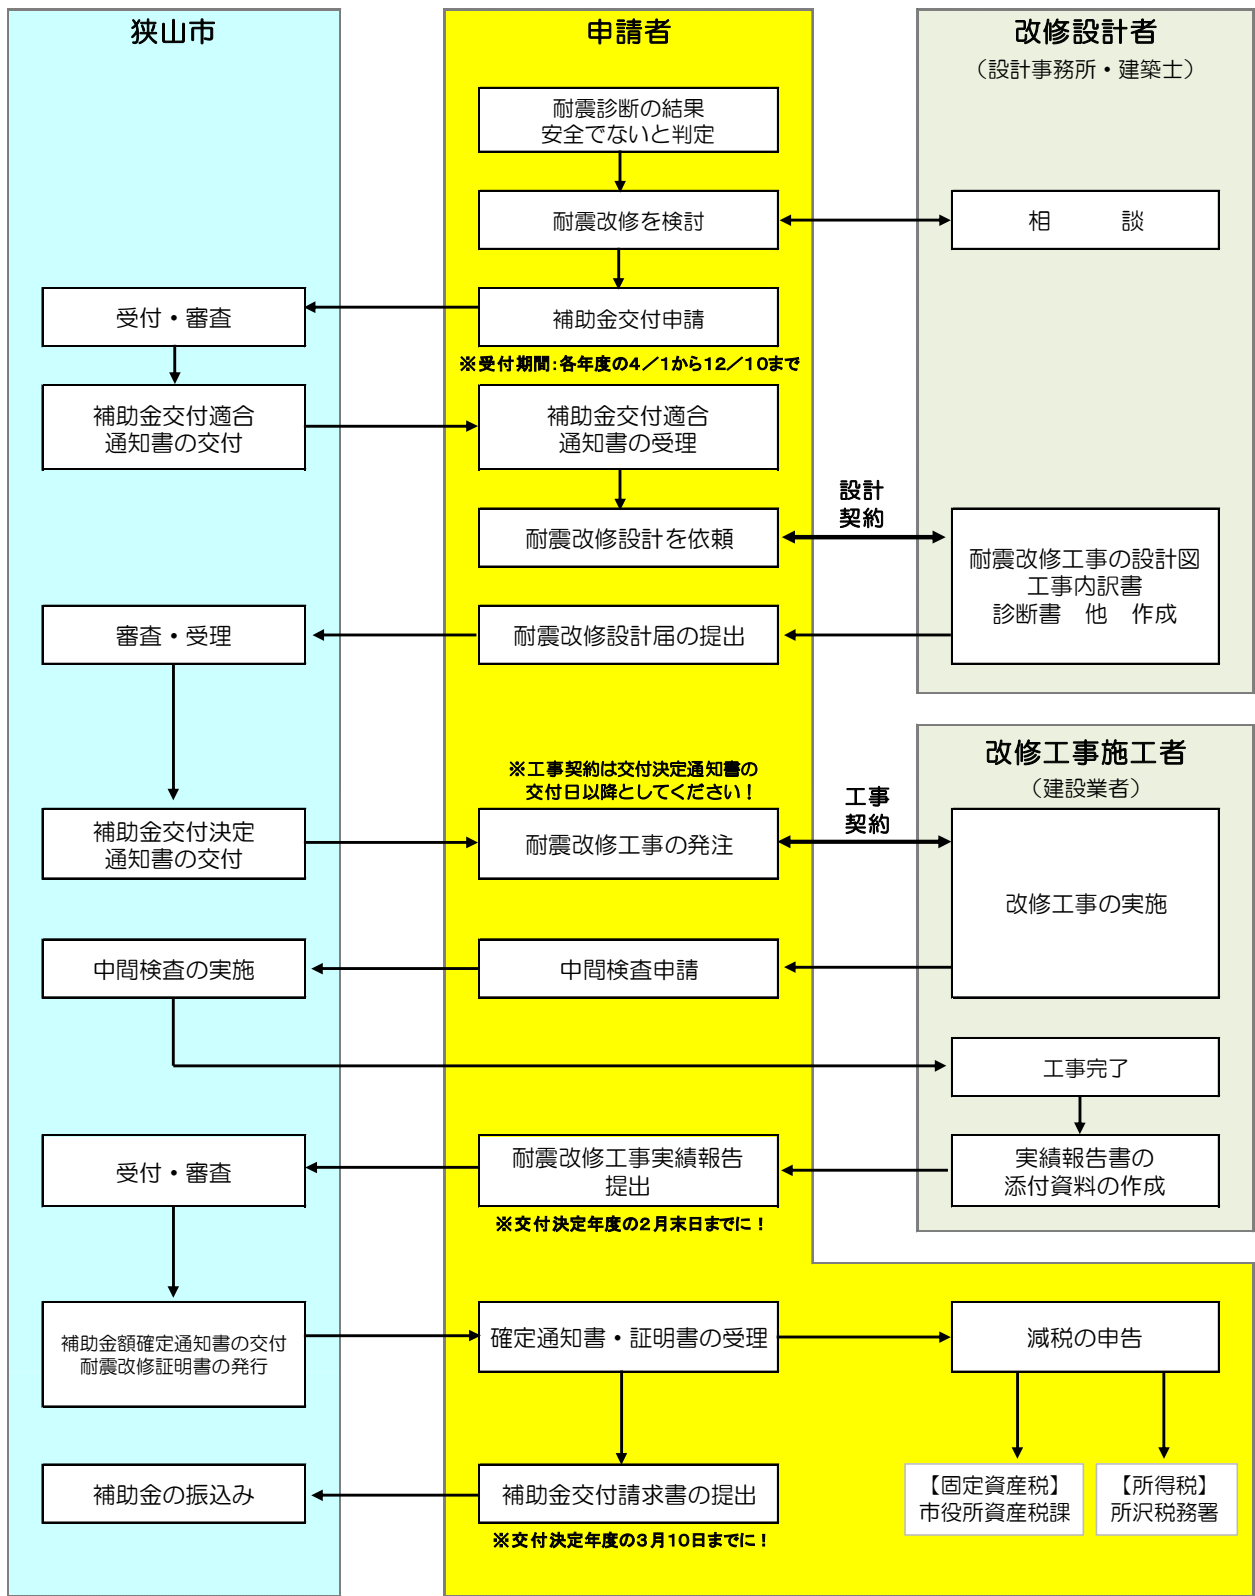 狭山市
申請者
改修設計者
（設計事務所・建築士）
耐震診断の結果
安全でないと判定
耐震改修を検討
相　　　談
受付・審査
補助金交付申請
※受付期間：各年度の４／１から１２／１０まで
補助金交付適合
通知書の交付
補助金交付適合
通知書の受理
設計
契約
耐震改修設計を依頼
耐震改修工事の設計図
工事内訳書
診断書　他　作成
審査・受理
耐震改修設計届の提出
改修工事施工者
（建設業者）
※工事契約は交付決定通知書の
交付日以降としてください！
工事
契約
補助金交付決定
通知書の交付
耐震改修工事の発注
改修工事の実施
中間検査の実施
中間検査申請
工事完了
受付・審査
耐震改修工事実績報告
提出
実績報告書の
添付資料の作成
※交付決定年度の２月末日までに！
補助金額確定通知書の交付
耐震改修証明書の発行
確定通知書・証明書の受理
減税の申告
補助金の振込み
補助金交付請求書の提出
【固定資産税】
市役所資産税課
【所得税】
所沢税務署
※交付決定年度の３月１０日までに！